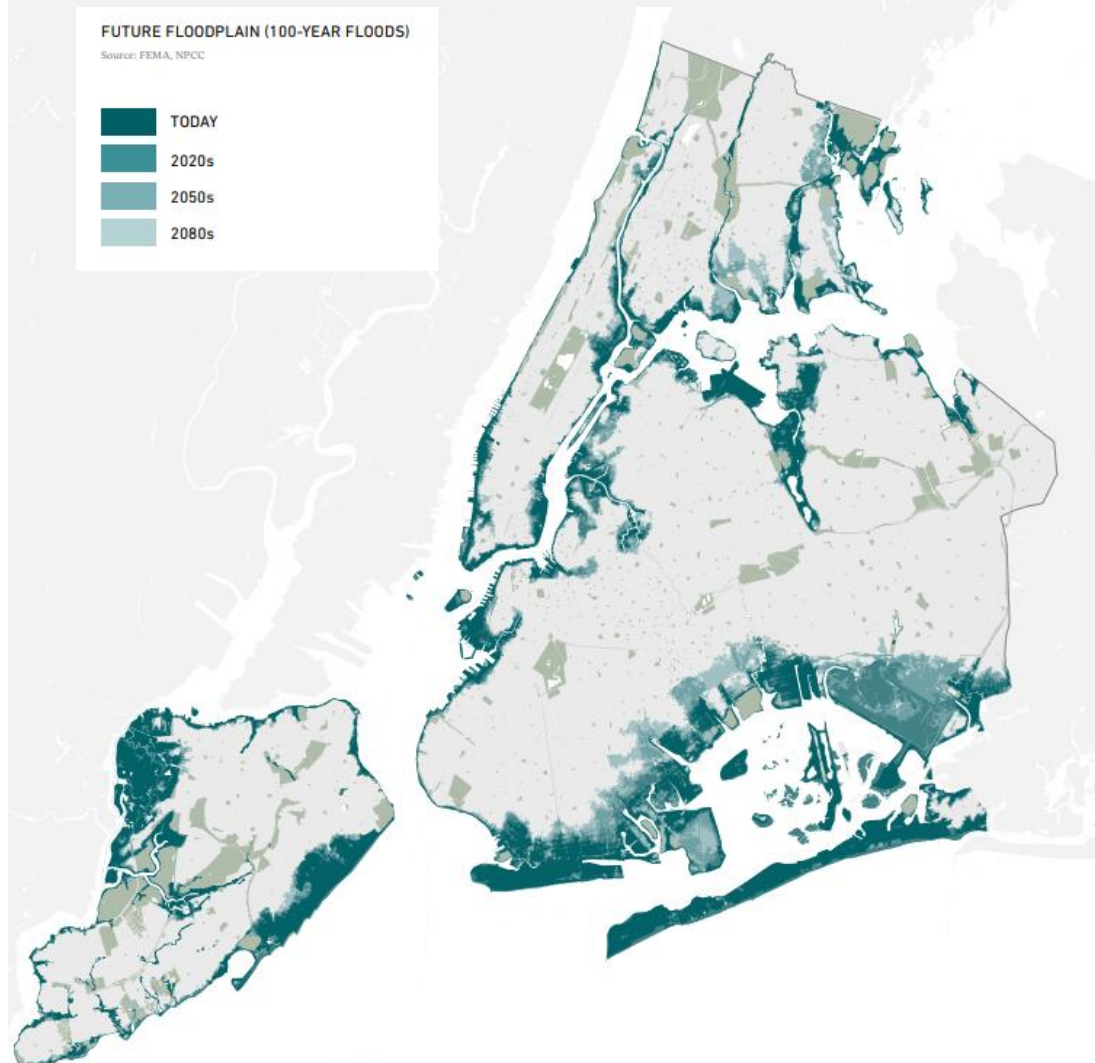 FUTURE FLOODPLAIN (100-YEAR FLOODS)
Source: FEMA, NPCC
TODAY
2020s
2050s
2080s